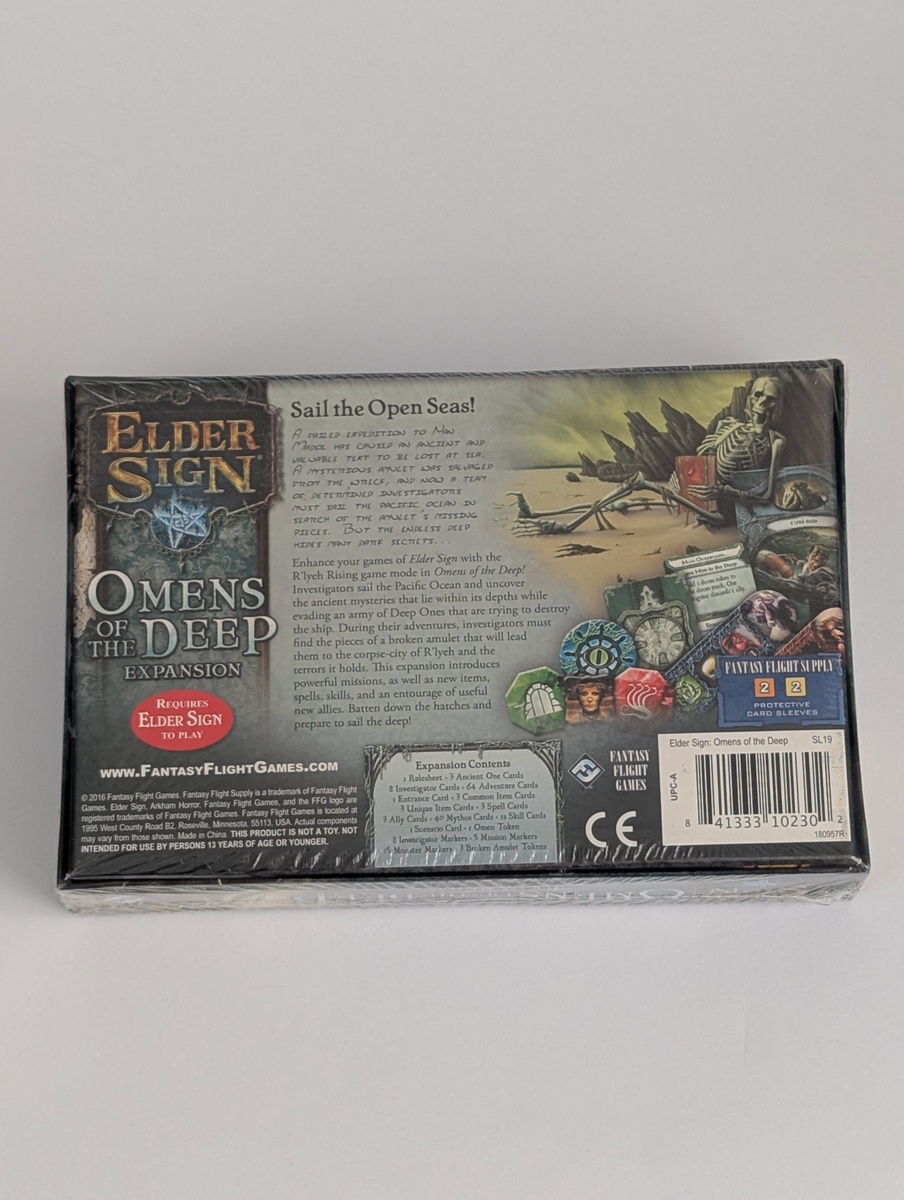 ELDER
SIGN
OMENS
OF
THE DEEP
EXPANSION
REQUIRES
ELDER SIGN
TO PLAY
WWW.FANTASYFLIGHTGAMES.COM
© 2016 Fantasy Flight Games. Fantasy Flight Supply is a trademark of Fantasy Flight
Games. Elder Sign, Arkham Horror, Fantasy Flight Games, and the FFG logo are
registered trademarks of Fantasy Flight Games. Fantasy Flight Games is located at
1995 West County Road B2, Roseville, Minnesota, 55113, USA. Actual components
may vary from those shown. Made in China. THIS PRODUCT IS NOT A TOY. NOT
INTENDED FOR USE BY PERSONS 13 YEARS OF AGE OR YOUNGER.
Sail the Open Seas!
A FAILED EXPEDITION TO NAN
MADOL HAS CAUSED AN ANCIENT AND
VALUABLE TEXT TO BE LOST AT SEA.
A MYSTERIOUS AMULET WAS SALVAGED
FROM THE WRECK, AND NOW A TEAM
OF DETERMINED INVESTIGATORS
MUST SAIL THE PACIFIC OCEAN IN
SEARCH OF THE AMULET'S MISSING
PIECES. BUT THE ENDLESS DEEP
HIDES MANY DARK SECRETS...
Enhance your games of Elder Sign with the
R'lyeh Rising game mode in Omens of the Deep!
Investigators sail the Pacific Ocean and uncover
the ancient mysteries that lie within its depths while
evading an army of Deep Ones that are trying to destroy
the ship. During their adventures, investigators must
find the pieces of a broken amulet that will lead
them to the corpse-city of R'lyeh and the
terrors it holds. This expansion introduces
powerful missions, as well as new items,
spells, skills, and an entourage of useful
new allies. Batten down the hatches and
prepare to sail the deep!
Expansion Contents
1 Rulesheet · 3 Ancient One Cards
8 Investigator Cards · 64 Adventure Cards
1 Entrance Card · 3 Common Item Cards
3 Unique Item Cards · 3 Spell Cards
3 Ally Cards · 40 Mythos Cards · 12 Skill Cards
1 Scenario Card · 1 Omen Token
8 Investigator Markers · 5 Mission Markers
15 Monster Markers · 3 Broken Amulet Tokens
FANTASY
FLIGHT
GAMES
CE
FANTASY FLIGHT SUPPLY
2 2
PROTECTIVE
CARD SLEEVES
Elder Sign: Omens of the Deep SL19
UPC-A
8 41333 10230 2
180957R
OMENS